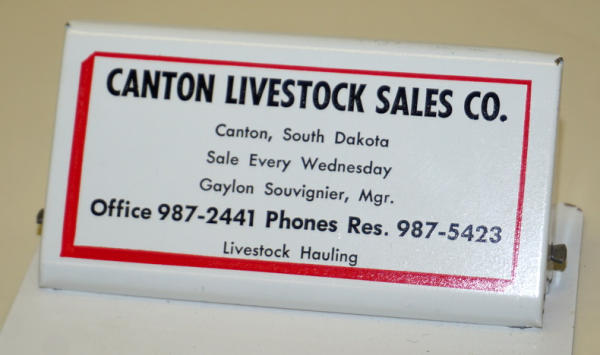 CANTON LIVESTOCK SALES CO.
Canton, South Dakota
Sale Every Wednesday
Gaylon Souvignier, Mgr.
Office 987-2441 Phones Res. 987-5423
Livestock Hauling